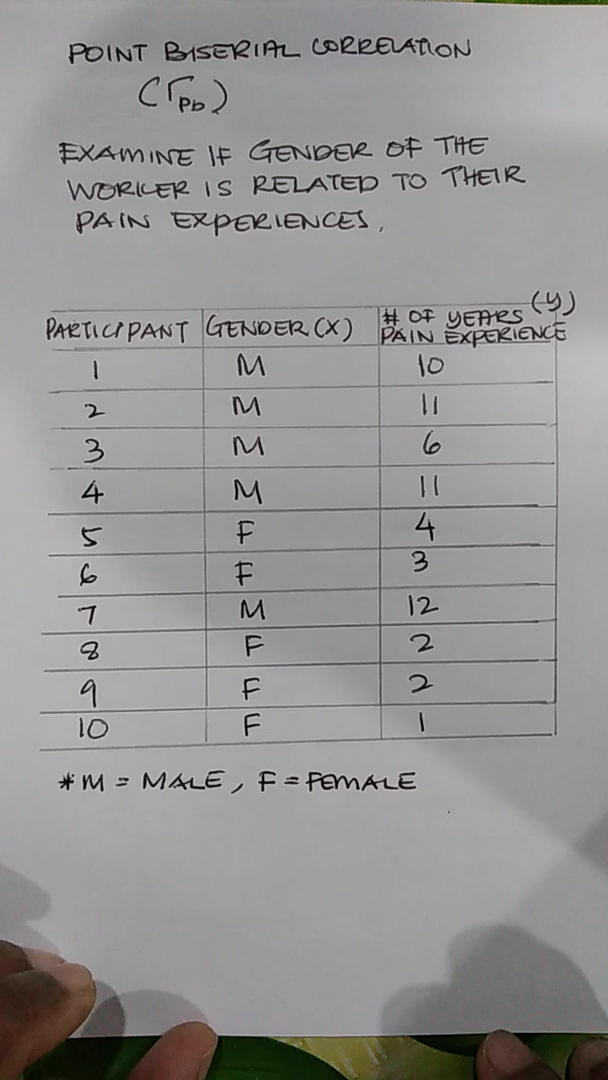 POINT BISERIAL CORRELATION
(rpb)
EXAMINE IF GENDER OF THE
WORKER IS RELATED TO THEIR
PAIN EXPERIENCES.
PARTICIPANT GENDER (X) # OF YEARS (Y) PAIN EXPERIENCE
1 M 10
2 M 11
3 M 6
4 M 11
5 F 4
6 F 3
7 M 12
8 F 2
9 F 2
10 F 1
*M = MALE, F = FEMALE